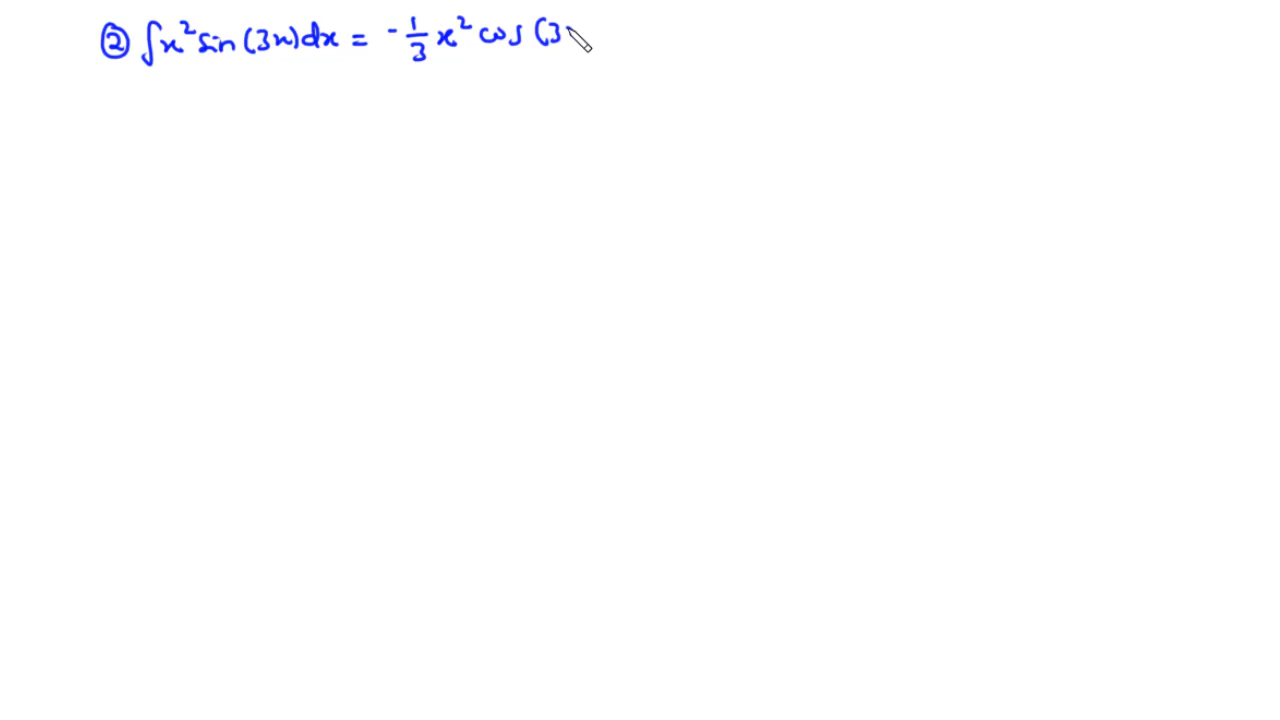 ② ∫x² sin (3x) dx = -1/3 x² cos (3